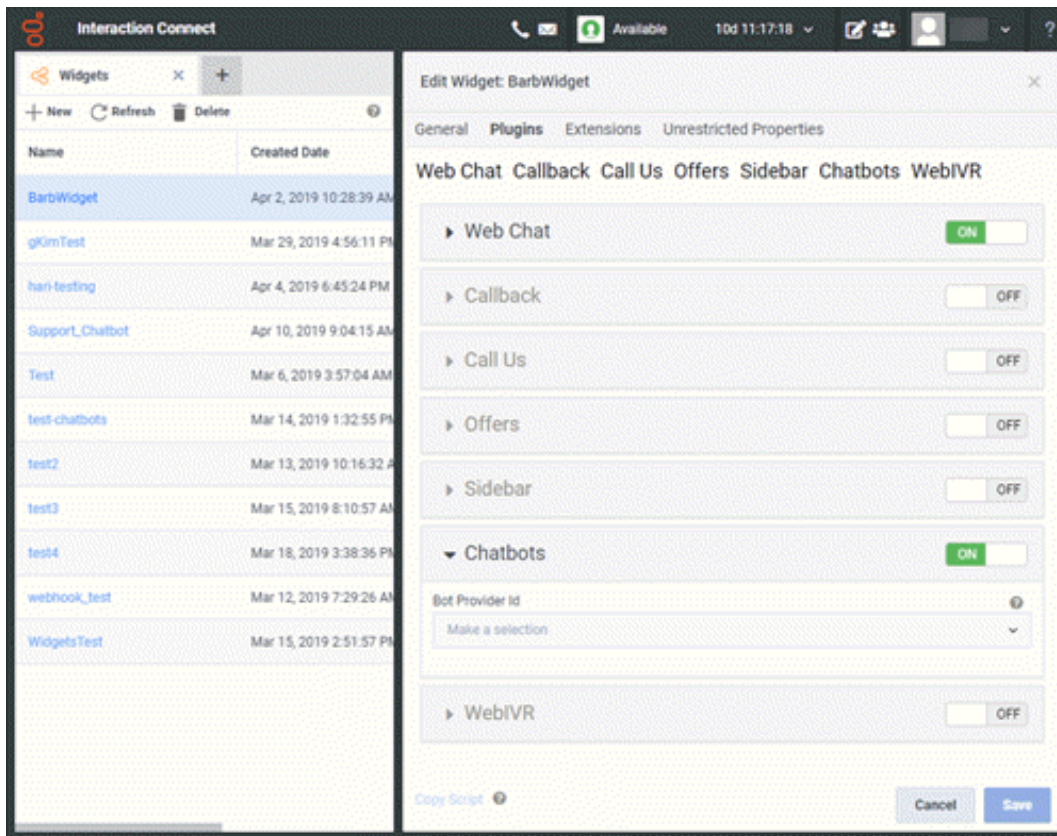 Interaction Connect
Available
10d 11:17:18
?
Widgets × +
New Refresh Delete ?
Name Created Date
BarbWidget Apr 2, 2019 10:28:39 AM
gKimTest Mar 29, 2019 4:56:11 PM
hari-testing Apr 4, 2019 6:45:24 PM
Support_Chatbot Apr 10, 2019 9:04:15 AM
Test Mar 6, 2019 3:57:04 AM
test-chatbots Mar 14, 2019 1:32:55 PM
test2 Mar 13, 2019 10:16:32 A
test3 Mar 15, 2019 8:10:57 AM
test4 Mar 18, 2019 3:38:36 PM
webhook_test Mar 12, 2019 7:29:26 AM
WidgetsTest Mar 15, 2019 2:51:57 PM
Edit Widget: BarbWidget ×
General Plugins Extensions Unrestricted Properties
Web Chat Callback Call Us Offers Sidebar Chatbots WebIVR
Web Chat ON
Callback OFF
Call Us OFF
Offers OFF
Sidebar OFF
Chatbots ON
Bot Provider Id ?
Make a selection
WebIVR OFF
Copy Script ?
Cancel Save